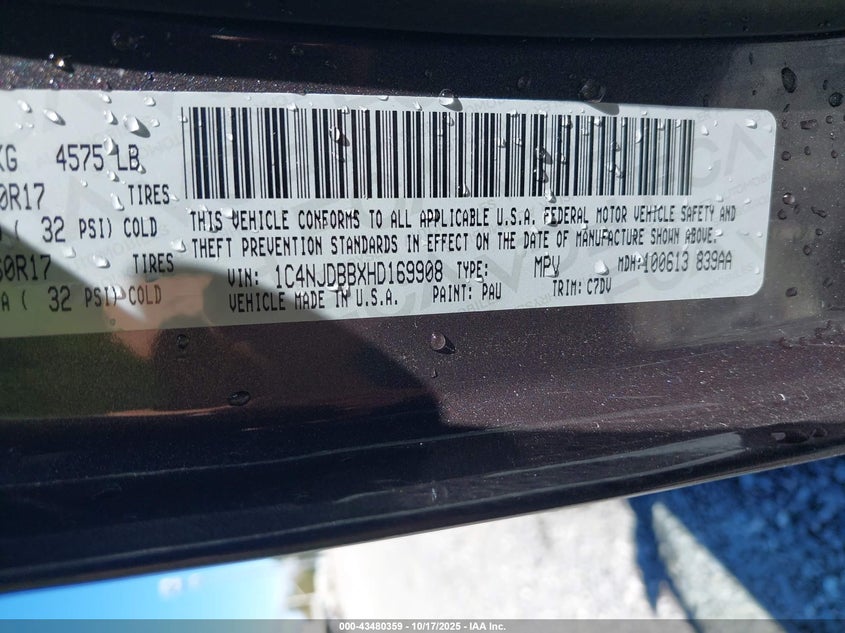 KG 4575 LB
0R17 TIRES
( 32 PSI) COLD
60R17 TIRES
A ( 32 PSI) COLD
THIS VEHICLE CONFORMS TO ALL APPLICABLE U.S.A. FEDERAL MOTOR VEHICLE SAFETY AND
THEFT PREVENTION STANDARDS IN EFFECT ON THE DATE OF MANUFACTURE SHOWN ABOVE.
VIN: 1C4NJDBBXHD169908 TYPE: MPV MDH:100613 839AA
VEHICLE MADE IN U.S.A. PAINT: PAU TRIM: C7DV
000-43480359 | 10/17/2025 | IAA Inc.